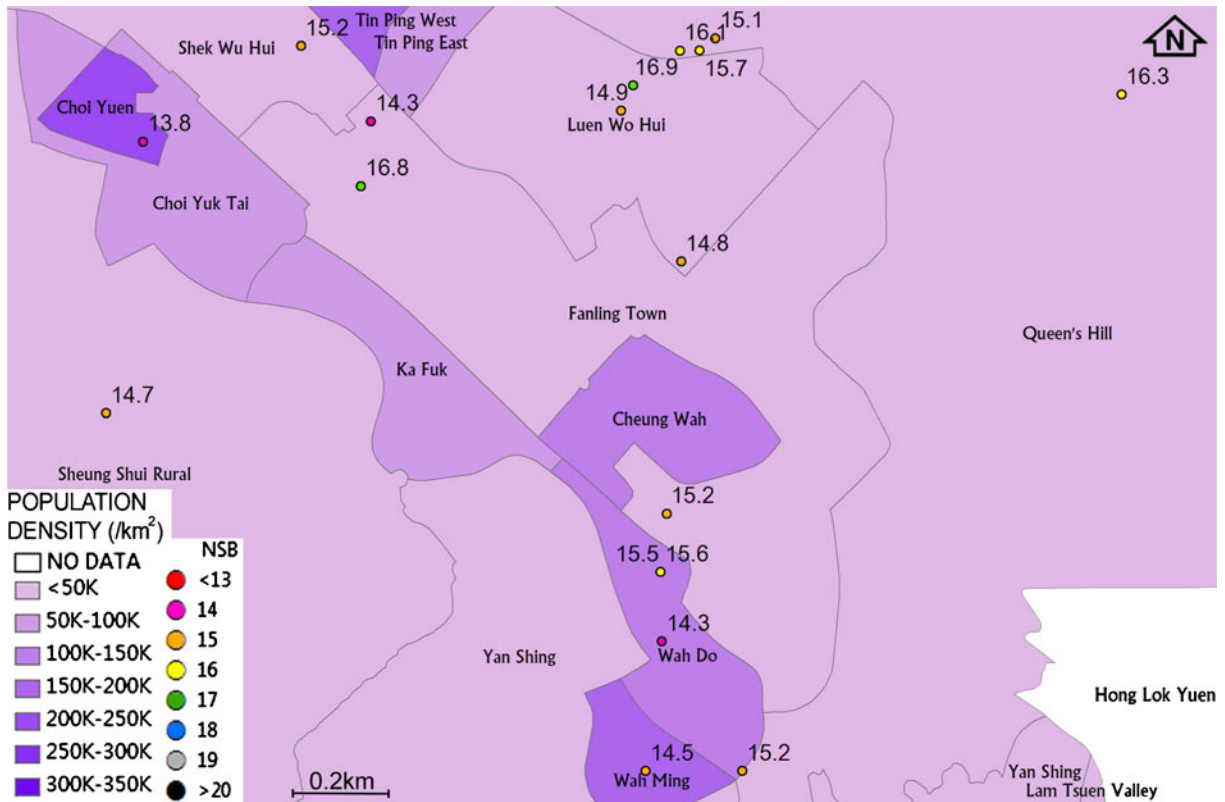 Tin Ping West
15.2
15.1
Shek Wu Hui
Tin Ping East
16.1
N
15.7
16.9
16.3
Choi Yuen
14.3
14.9
13.8
Luen Wo Hui
16.8
Choi Yuk Tai
14.8
Fanling Town
Queen's Hill
Ka Fuk
14.7
Cheung Wah
Sheung Shui Rural
15.2
15.5 15.6
14.3
Yan Shing
Wah Do
Hong Lok Yuen
14.5
15.2
Wah Ming
Yan Shing
Lam Tsuen Valley
POPULATION
DENSITY (/km²)
NO DATA
<50K
50K-100K
100K-150K
150K-200K
200K-250K
250K-300K
300K-350K
NSB
<13
14
15
16
17
18
19
>20
0.2km